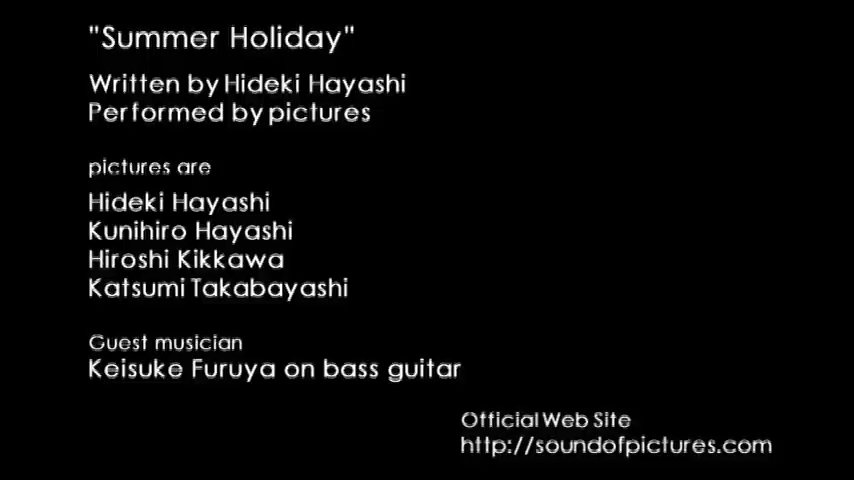 "Summer Holiday"
Written by Hideki Hayashi
Performed by pictures
pictures are
Hideki Hayashi
Kunihiro Hayashi
Hiroshi Kikkawa
Katsumi Takabayashi
Guest musician
Keisuke Furuya on bass guitar
Official Web Site
http://soundofpictures.com